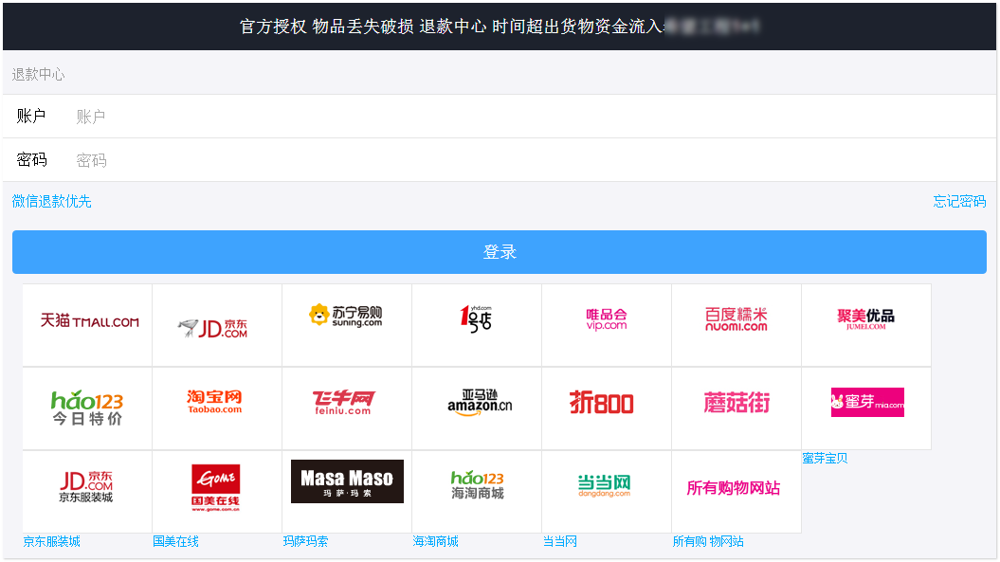 官方授权 物品丢失破损 退款中心 时间超出货物资金流入
退款中心
账户 账户
密码 密码
微信退款优先 忘记密码
登录
天猫 TMALL.COM
JD.COM 京东
苏宁易购 suning.com
1号店 yhd.com
唯品会 vip.com
百度糯米 nuomi.com
聚美优品 JUMEI.COM
hao123 今日特价
淘宝网 Taobao.com
飞牛网 feiniu.com
亚马逊 amazon.cn
折800
蘑菇街
蜜芽 mia.com
蜜芽宝贝
JD.COM 京东 京东服装城
GOME 国美在线 www.gome.com.cn
Masa Maso 玛·萨·玛·索
hao123 海淘商城
当当网 dangdang.com
所有购物网站
京东服装城 国美在线 玛萨玛索 海淘商城 当当网 所有购 物网站